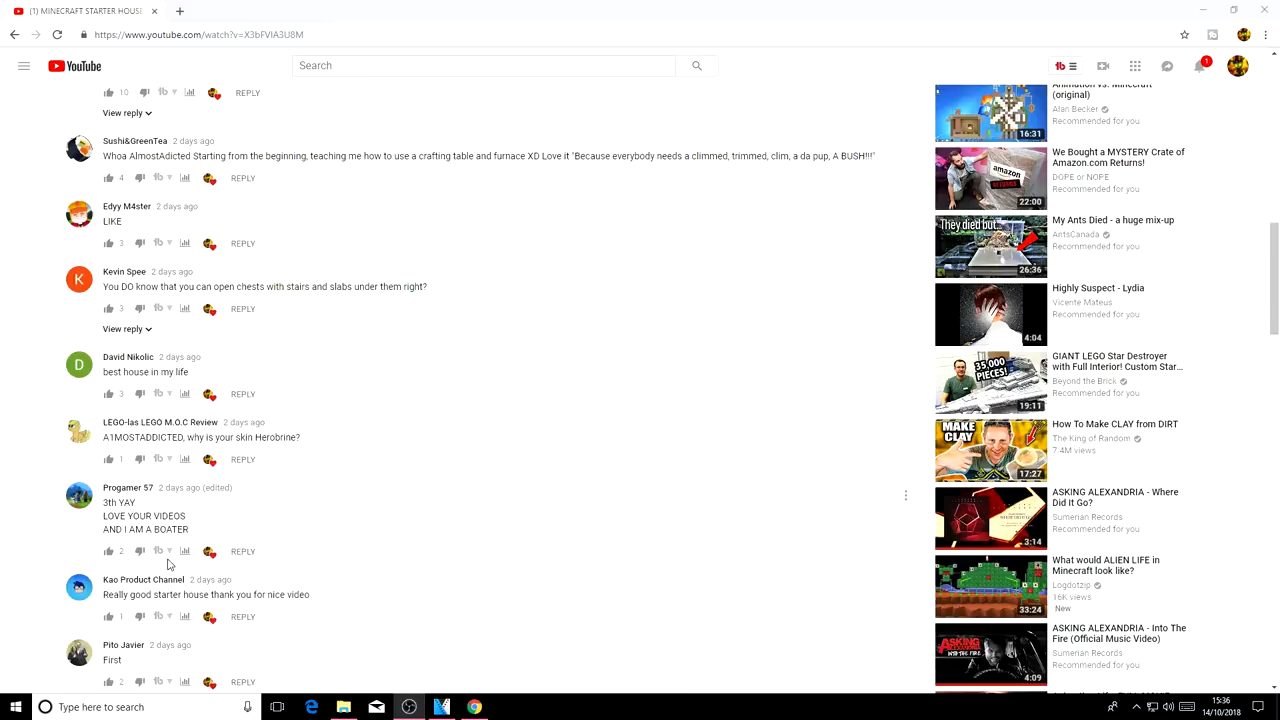 (1) MINECRAFT STARTER HOUS
https://www.youtube.com/watch?v=X3bFVIA3U8M
YouTube
Search
1
10
REPLY
View reply
Sushi&GreenTea 2 days ago
Whoa AlmostAdicted Starting from the beginning, teaching me how to use a crafting table and furnace XD Love It "Because everybody needs a climmed, trimmed, clim, a da pup, A BUSH!!!"
4 REPLY
Edyy M4ster 2 days ago
LIKE
3 REPLY
Kevin Spee 2 days ago
You DO know that you can open chests with stairs and slabs under them right?
3 REPLY
View reply
David Nikolic 2 days ago
best house in my life
3 REPLY
LEGO-las LEGO M.O.C Review 2 days ago
A1MOSTADDICTED, why is your skin Herobrine?
1 REPLY
Progamer 57 2 days ago (edited)
3th YAY
LOVE YOUR VIDEOS
AND I AM A BOATER
2 REPLY
Kao Product Channel 2 days ago
Really good starter house thank you for nice video
1 REPLY
Pito Javier 2 days ago
First
2 REPLY
Animation vs. Minecraft
(original)
Alan Becker
Recommended for you
16:31
We Bought a MYSTERY Crate of
Amazon.com Returns!
DOPE or NOPE
Recommended for you
amazon
22:00
My Ants Died - a huge mix-up
AntsCanada
Recommended for you
They died but...
26:36
Highly Suspect - Lydia
Vicente Mateus
Recommended for you
4:04
GIANT LEGO Star Destroyer
with Full Interior! Custom Star...
Beyond the Brick
Recommended for you
35,000
PIECES!
19:11
How To Make CLAY from DIRT
The King of Random
7.4M views
MAKE
CLAY
17:27
ASKING ALEXANDRIA - Where
Did It Go?
Sumerian Records
Recommended for you
3:14
What would ALIEN LIFE in
Minecraft look like?
Logdotzip
16K views
New
33:24
ASKING ALEXANDRIA - Into The
Fire (Official Music Video)
Sumerian Records
Recommended for you
ASKING
ALEXANDRIA
INTO THE
FIRE
4:09
Type here to search
15:36
14/10/2018